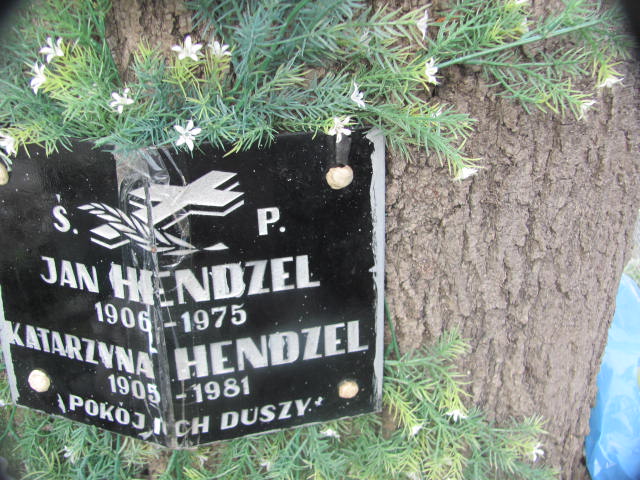 Ś. P.
JAN HENDZEL
1906-1975
KATARZYNA HENDZEL
1905-1981
POKÓJ ICH DUSZY.